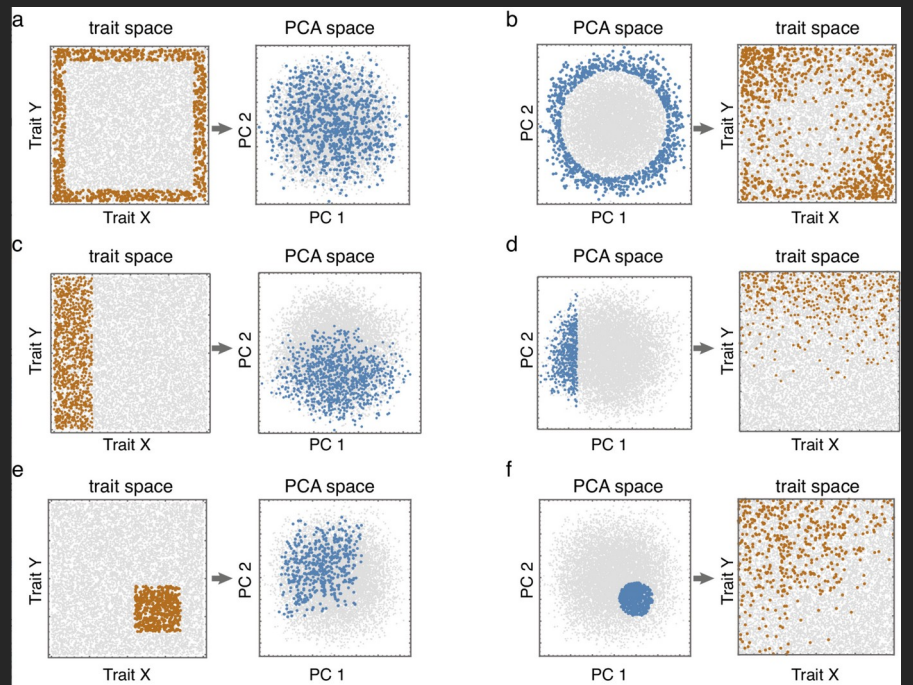 a
trait space
PCA space
Trait Y
PC 2
Trait X
PC 1
b
PCA space
trait space
PC 2
Trait Y
PC 1
Trait X
c
trait space
PCA space
Trait Y
PC 2
Trait X
PC 1
d
PCA space
trait space
PC 2
Trait Y
PC 1
Trait X
e
trait space
PCA space
Trait Y
PC 2
Trait X
PC 1
f
PCA space
trait space
PC 2
Trait Y
PC 1
Trait X